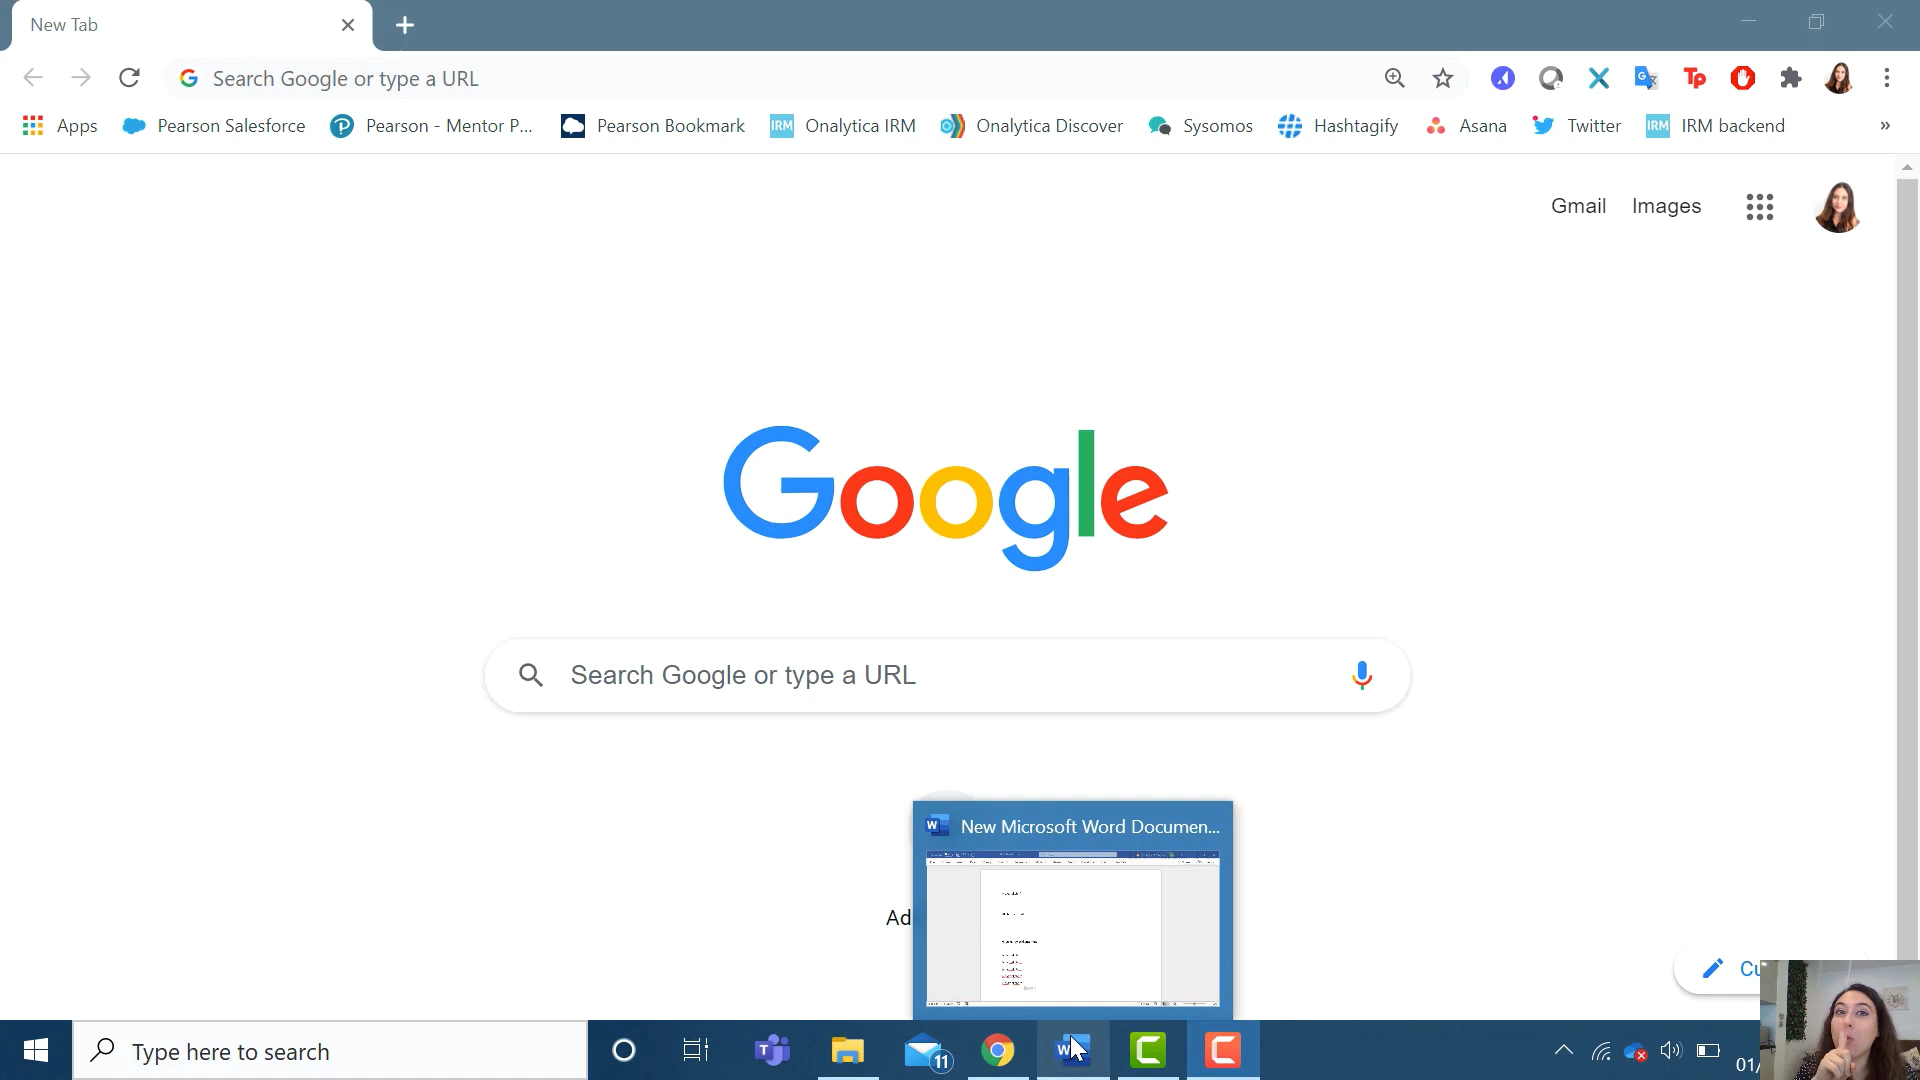 New Tab
Search Google or type a URL
Apps
Pearson Salesforce
Pearson - Mentor P...
Pearson Bookmark
IRM
Onalytica IRM
Onalytica Discover
Sysomos
Hashtagify
Asana
Twitter
IRM
IRM backend
»
Gmail
Images
Google
Search Google or type a URL
New Microsoft Word Documen...
Ad
Cu
Type here to search
11
01/